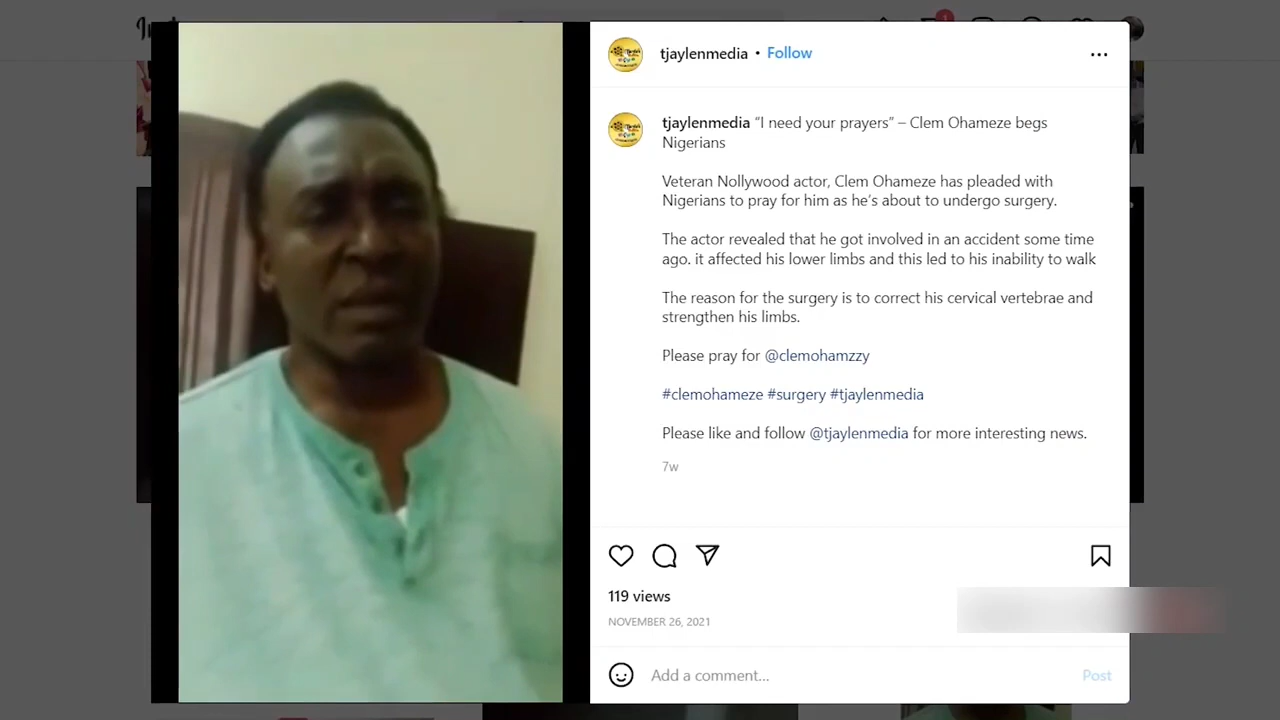 tjaylenmedia • Follow
tjaylenmedia “I need your prayers” – Clem Ohameze begs
Nigerians
Veteran Nollywood actor, Clem Ohameze has pleaded with
Nigerians to pray for him as he's about to undergo surgery.
The actor revealed that he got involved in an accident some time
ago. it affected his lower limbs and this led to his inability to walk
The reason for the surgery is to correct his cervical vertebrae and
strengthen his limbs.
Please pray for @clemohamzzy
#clemohameze #surgery #tjaylenmedia
Please like and follow @tjaylenmedia for more interesting news.
7w
119 views
NOVEMBER 26, 2021
Add a comment...
Post